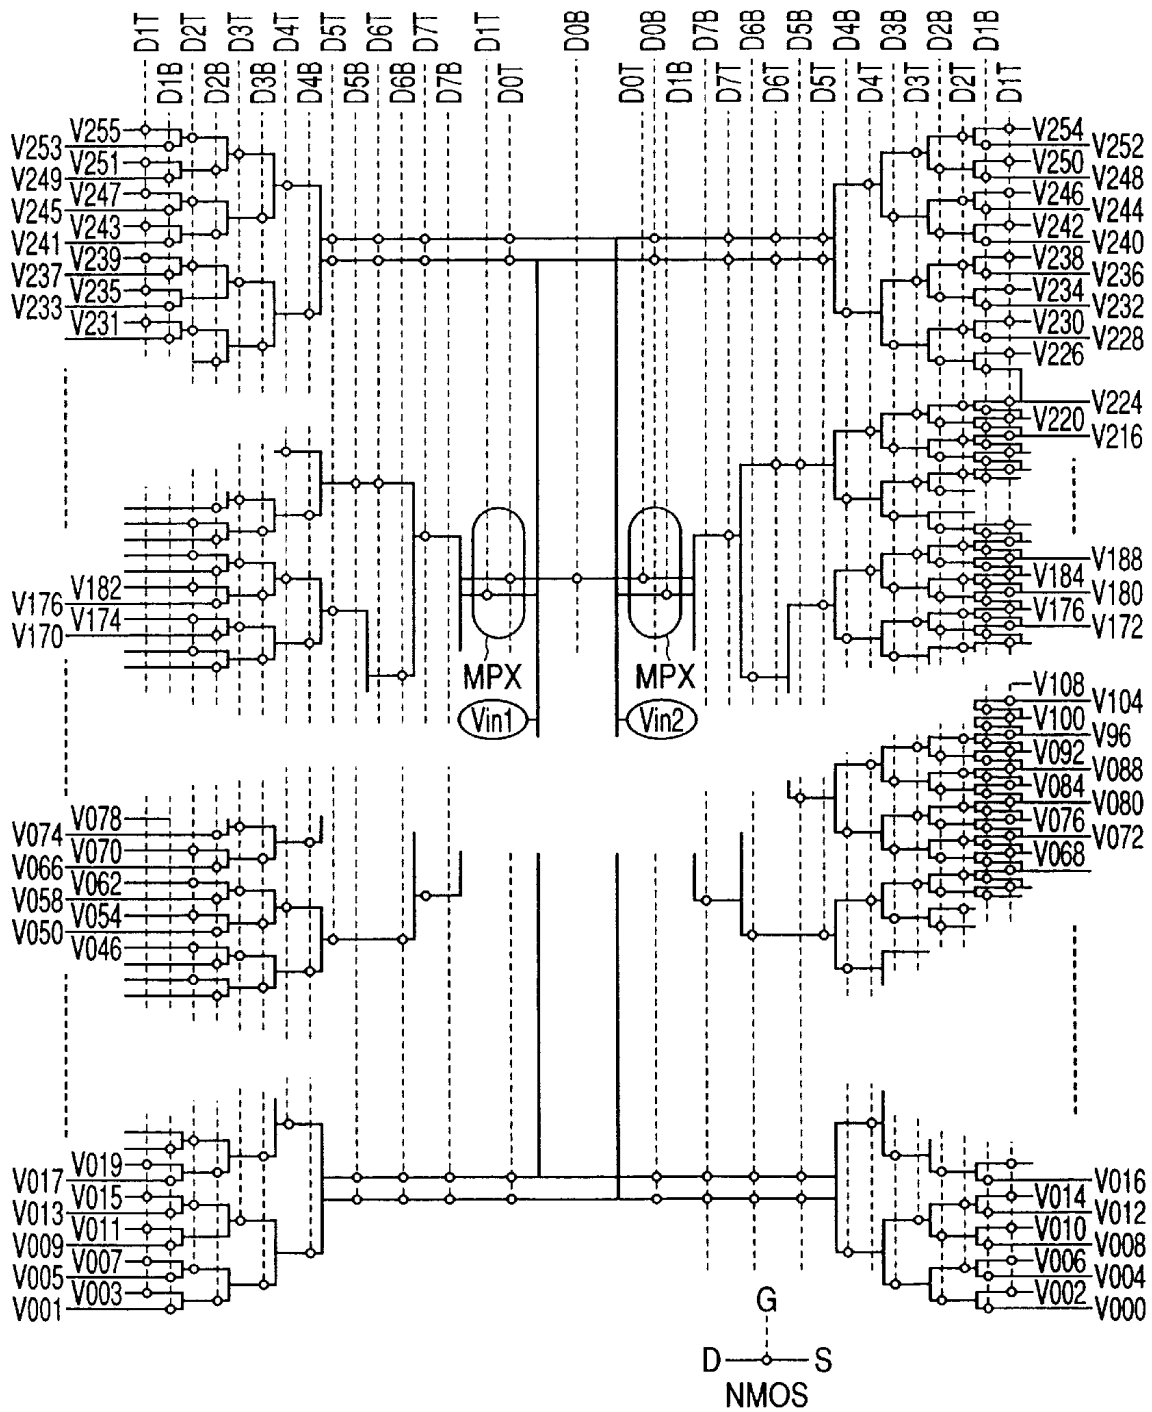 D1T D2T D3T D4T D5T D6T D7T D1T D0B D0B D7B D6B D5B D4B D3B D2B D1B
D1B D2B D3B D4B D5B D6B D7B D0T D0T D1B D7T D6T D5T D4T D3T D2T D1T
V255 V254
V253 V252
V251 V250
V249 V248
V247 V246
V245 V244
V243 V242
V241 V240
V239 V238
V237 V236
V235 V234
V233 V232
V231 V230
V228
V226
V224
V220
V216
V188
V182 V184
V176 V180
V174 V176
V170 V172
MPX MPX
Vin1 Vin2
V108
V104
V100
V96
V092
V088
V084
V080
V078 V076
V074 V072
V070 V068
V066
V062
V058
V054
V050
V046
V019
V017 V016
V015 V014
V013 V012
V011 V010
V009 V008
V007 V006
V005 V004
V003 V002
V001 V000
G
D S
NMOS